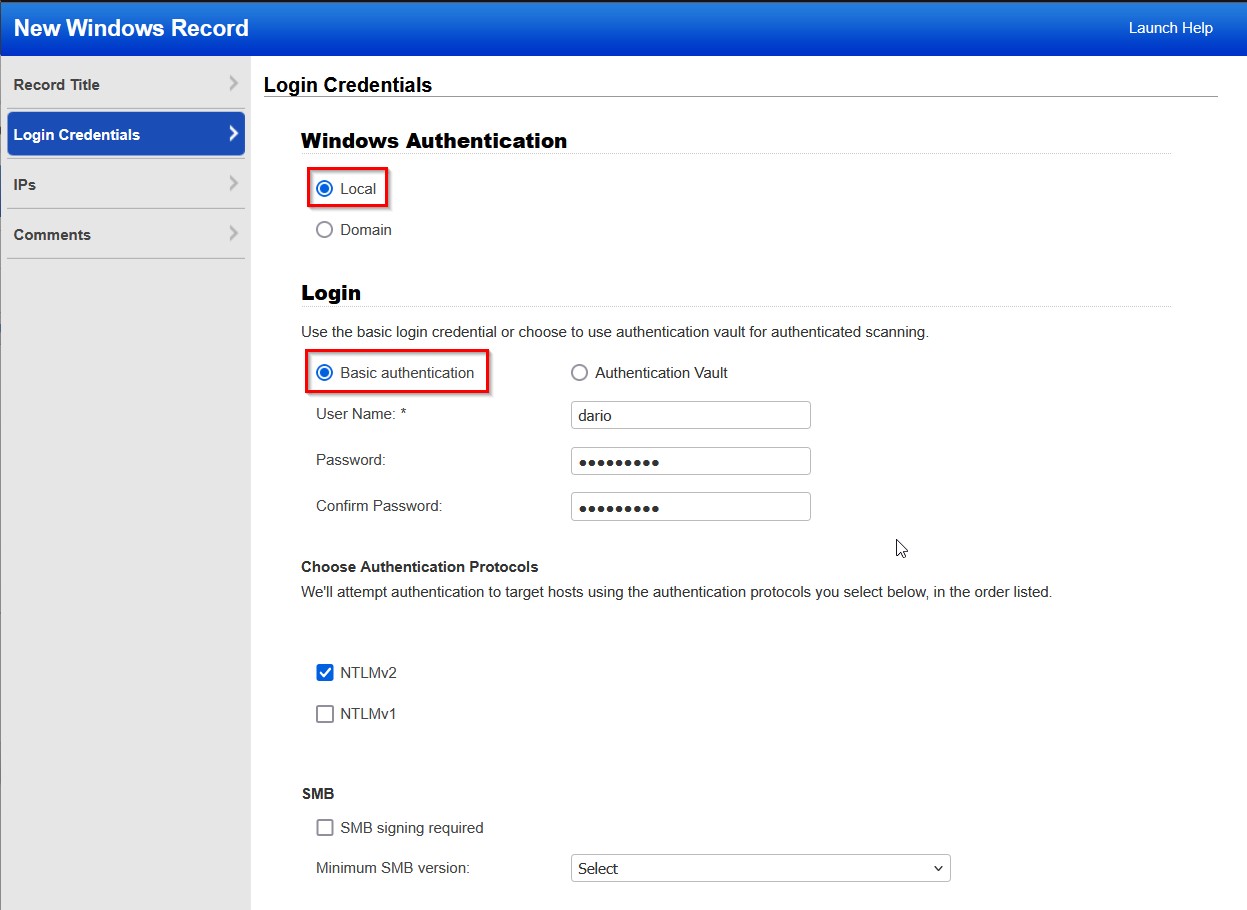 New Windows Record
Launch Help
Record Title
Login Credentials
IPs
Comments
Login Credentials
Windows Authentication
Local
Domain
Login
Use the basic login credential or choose to use authentication vault for authenticated scanning.
Basic authentication
Authentication Vault
User Name: *
dario
Password:
●●●●●●●●●
Confirm Password:
●●●●●●●●●
Choose Authentication Protocols
We'll attempt authentication to target hosts using the authentication protocols you select below, in the order listed.
NTLMv2
NTLMv1
SMB
SMB signing required
Minimum SMB version:
Select